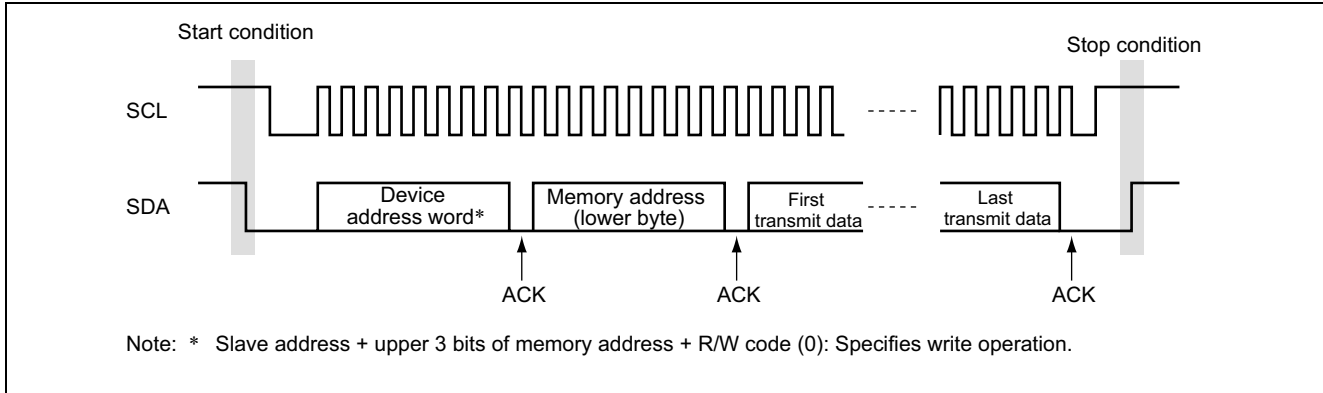 Start condition
Stop condition
SCL
SDA
Device
address word*
Memory address
(lower byte)
First
transmit data
Last
transmit data
ACK
ACK
ACK
Note: * Slave address + upper 3 bits of memory address + R/W code (0): Specifies write operation.